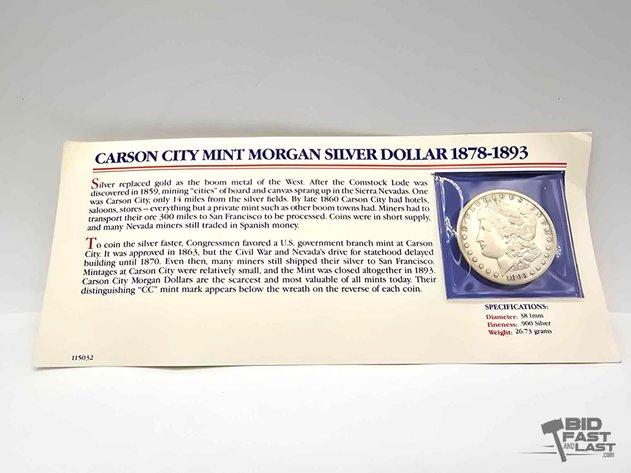 CARSON CITY MINT MORGAN SILVER DOLLAR 1878-1893
Silver replaced gold as the boom metal of the West. After the Comstock Lode was
discovered in 1859, mining "cities" of board and canvas sprang up in the Sierra Nevadas. One
was Carson City, only 14 miles from the silver fields. By late 1860 Carson City had hotels,
saloons, stores—everything but a private mint such as other boom towns had. Miners had to
transport their ore 300 miles to San Francisco to be processed. Coins were in short supply,
and many Nevada miners still traded in Spanish money.
To coin the silver faster, Congressmen favored a U.S. government branch mint at Carson
City. It was approved in 1863, but the Civil War and Nevada's drive for statehood delayed
building until 1870. Even then, many miners still shipped their silver to San Francisco.
Mintages at Carson City were relatively small, and the Mint was closed altogether in 1893.
Carson City Morgan Dollars are the scarcest and most valuable of all mints today. Their
distinguishing "CC" mint mark appears below the wreath on the reverse of each coin.
SPECIFICATIONS:
Diameter: 38.1mm
Fineness: .900 Silver
Weight: 26.73 grams
115032
BID
FAST
AND
LAST
.com